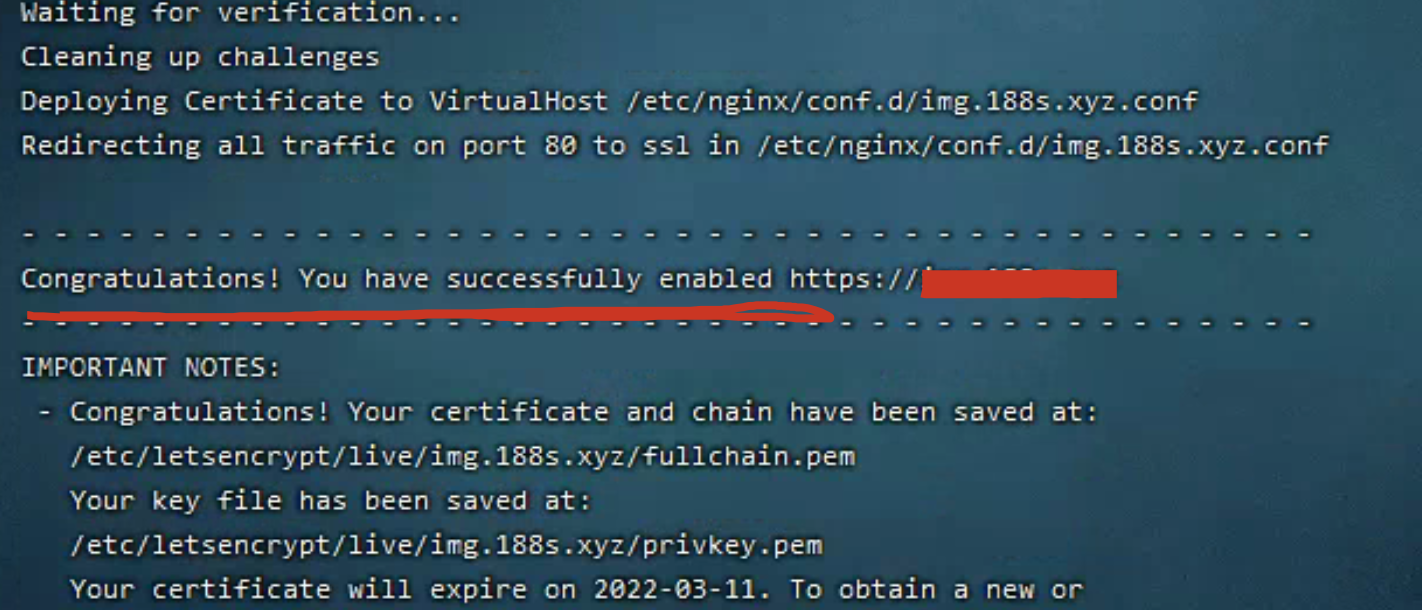 Waiting for verification...
Cleaning up challenges
Deploying Certificate to VirtualHost /etc/nginx/conf.d/img.188s.xyz.conf
Redirecting all traffic on port 80 to ssl in /etc/nginx/conf.d/img.188s.xyz.conf
- - - - - - - - - - - - - - - - - - - - - - - - - - - - - - - - - - - - - - - -
Congratulations! You have successfully enabled https://
- - - - - - - - - - - - - - - - - - - - - - - - - - - - - - - - - - - - - - - -
IMPORTANT NOTES:
- Congratulations! Your certificate and chain have been saved at:
/etc/letsencrypt/live/img.188s.xyz/fullchain.pem
Your key file has been saved at:
/etc/letsencrypt/live/img.188s.xyz/privkey.pem
Your certificate will expire on 2022-03-11. To obtain a new or